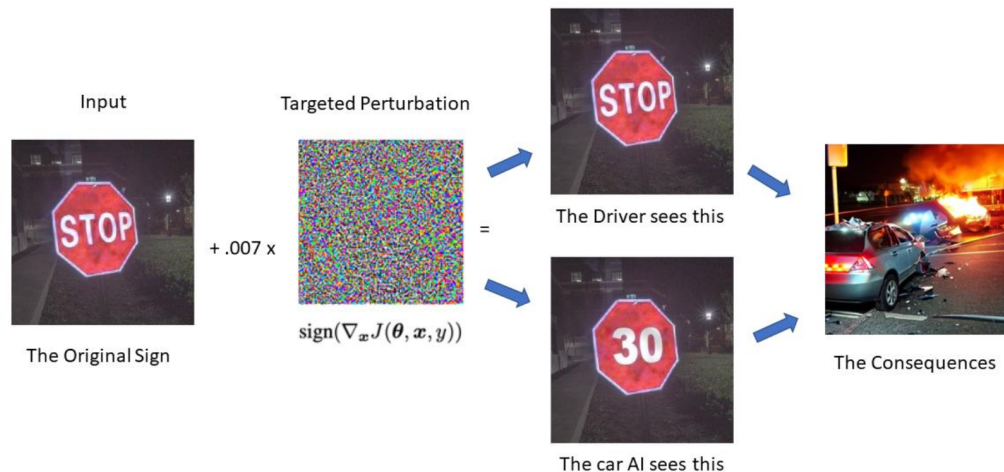 Input
Targeted Perturbation
STOP
STOP
+ .007 x
=
The Driver sees this
sign(∇ₓJ(θ, x, y))
The Original Sign
30
The Consequences
The car AI sees this